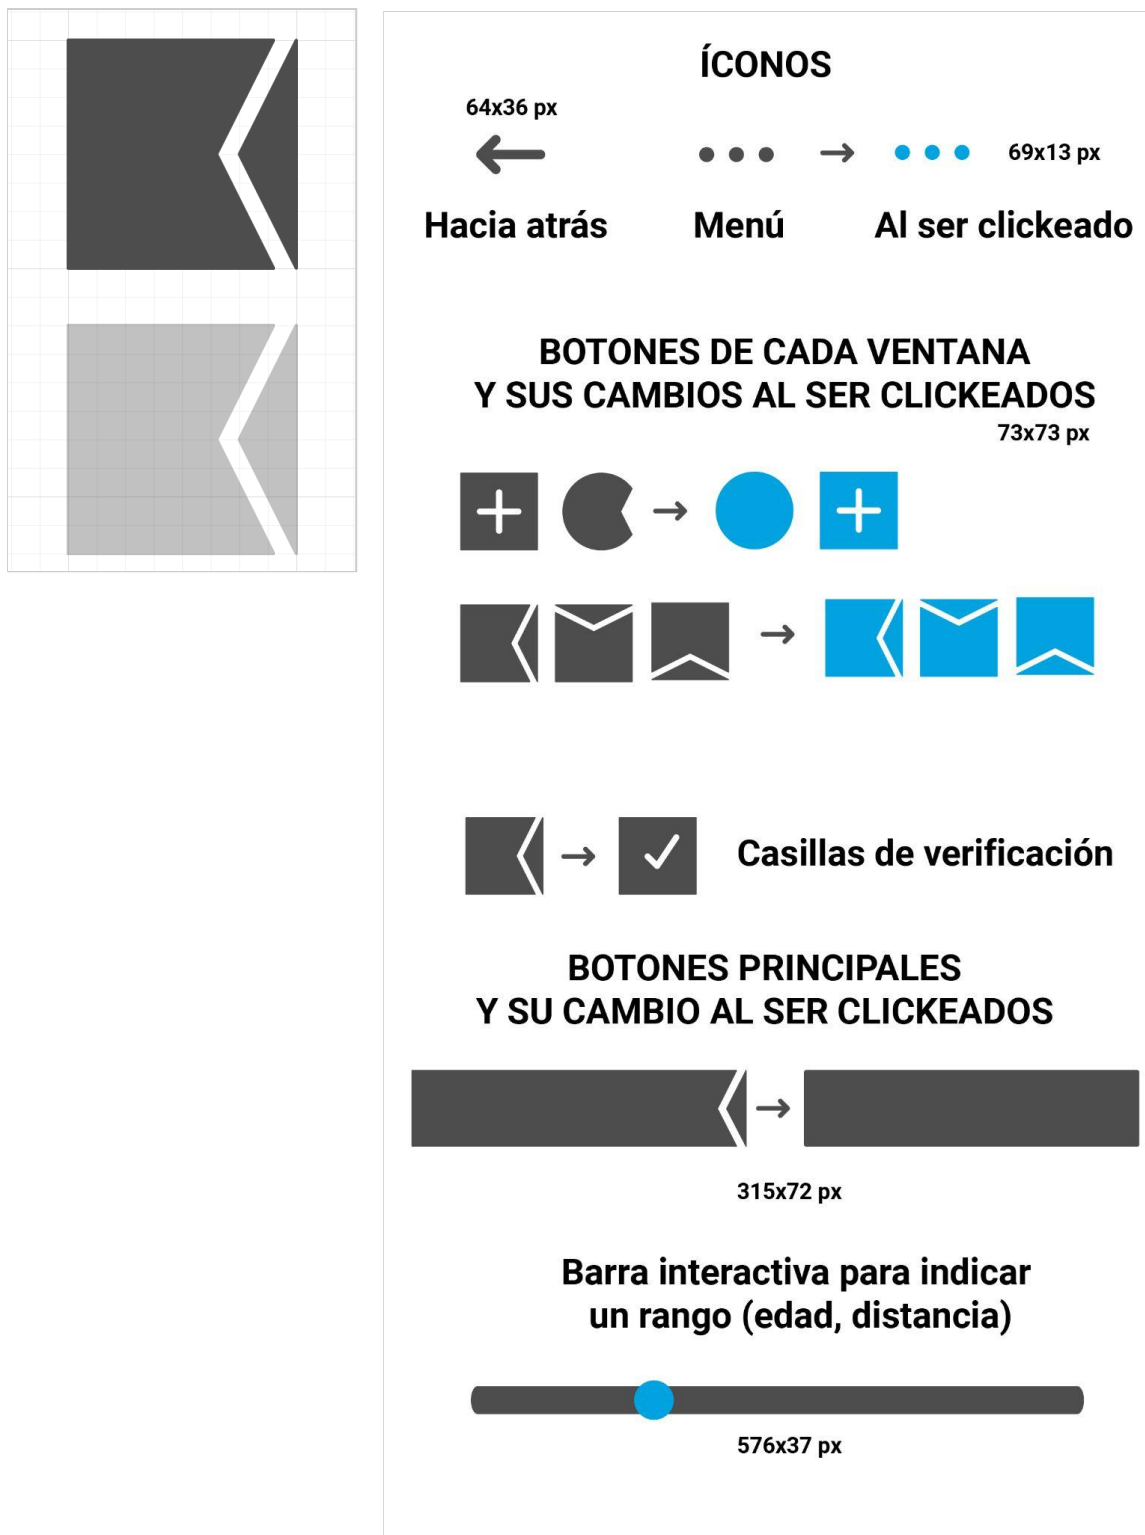 ÍCONOS
64x36 px
69x13 px
Hacia atrás
Menú
Al ser clickeado
BOTONES DE CADA VENTANA
Y SUS CAMBIOS AL SER CLICKEADOS
73x73 px
Casillas de verificación
BOTONES PRINCIPALES
Y SU CAMBIO AL SER CLICKEADOS
315x72 px
Barra interactiva para indicar
un rango (edad, distancia)
576x37 px